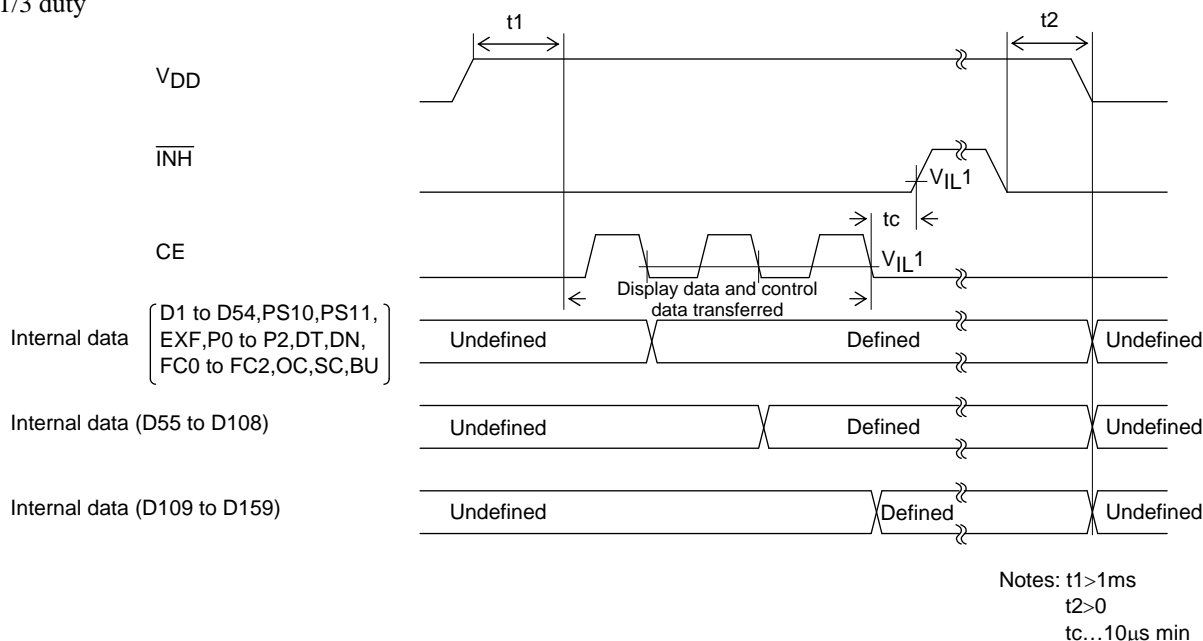 1/3 duty
t1
t2
VDD
INH
VIL1
tc
CE
VIL1
Display data and control
data transferred
Internal data
D1 to D54,PS10,PS11,
EXF,P0 to P2,DT,DN,
FC0 to FC2,OC,SC,BU
Undefined
Defined
Undefined
Internal data (D55 to D108)
Undefined
Defined
Undefined
Internal data (D109 to D159)
Undefined
Defined
Undefined
Notes: t1>1ms
t2>0
tc…10μs min